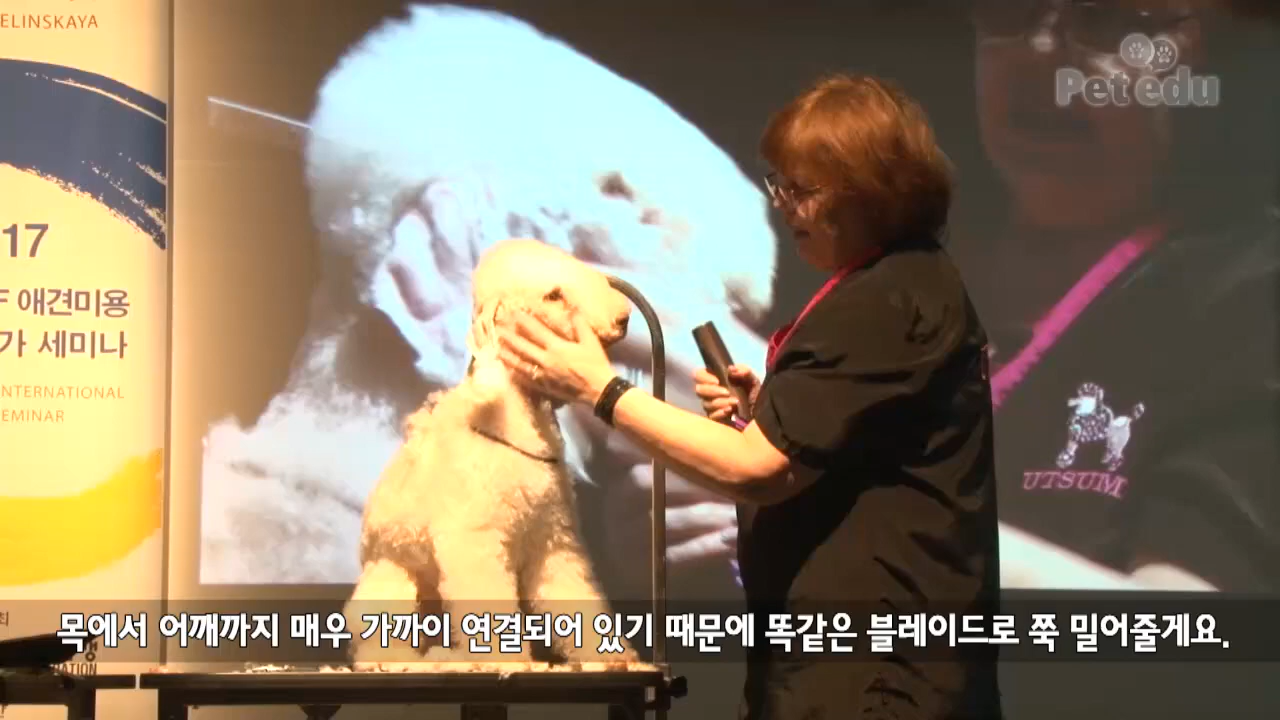 ELINSKAYA
Pet edu
17
F 애견미용
가 세미나
INTERNATIONAL
EMINAR
UTSUM
최
목에서 어깨까지 매우 가까이 연결되어 있기 때문에 똑같은 블레이드로 쭉 밀어줄게요.